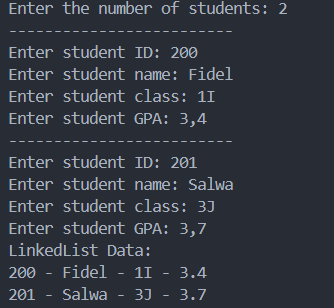 Enter the number of students: 2
-------------------------
Enter student ID: 200
Enter student name: Fidel
Enter student class: 1I
Enter student GPA: 3,4
-------------------------
Enter student ID: 201
Enter student name: Salwa
Enter student class: 3J
Enter student GPA: 3,7
LinkedList Data:
200 - Fidel - 1I - 3.4
201 - Salwa - 3J - 3.7